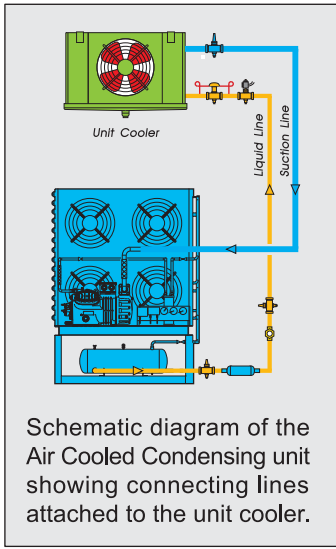 Unit Cooler
Liquid Line
Suction Line
Schematic diagram of the
Air Cooled Condensing unit
showing connecting lines
attached to the unit cooler.